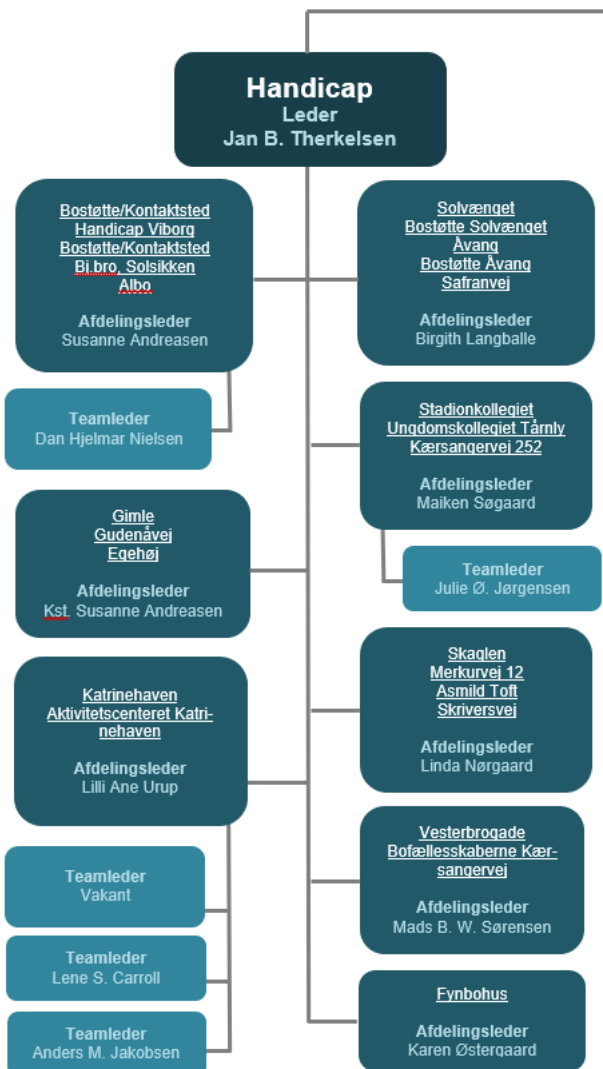 Handicap
Leder
Jan B. Therkelsen
Bostøtte/Kontaktsted
Handicap Viborg
Bostøtte/Kontaktsted
Bj.bro, Solsikken
Albo
Afdelingsleder
Susanne Andreasen
Teamleder
Dan Hjelmar Nielsen
Gimle
Gudenåvej
Egehøj
Afdelingsleder
Kst. Susanne Andreasen
Katrinehaven
Aktivitetscenteret Katri-
nehaven
Afdelingsleder
Lilli Ane Urup
Teamleder
Vakant
Teamleder
Lene S. Carroll
Teamleder
Anders M. Jakobsen
Solvænget
Bostøtte Solvænget
Åvang
Bostøtte Åvang
Safranvej
Afdelingsleder
Birgith Langballe
Stadionkollegiet
Ungdomskollegiet Tårnly
Kærsangervej 252
Afdelingsleder
Maiken Søgaard
Teamleder
Julie Ø. Jørgensen
Skaglen
Merkurvej 12
Asmild Toft
Skriversvej
Afdelingsleder
Linda Nørgaard
Vesterbrogade
Bofællesskaberne Kær-
sangervej
Afdelingsleder
Mads B. W. Sørensen
Fynbohus
Afdelingsleder
Karen Østergaard